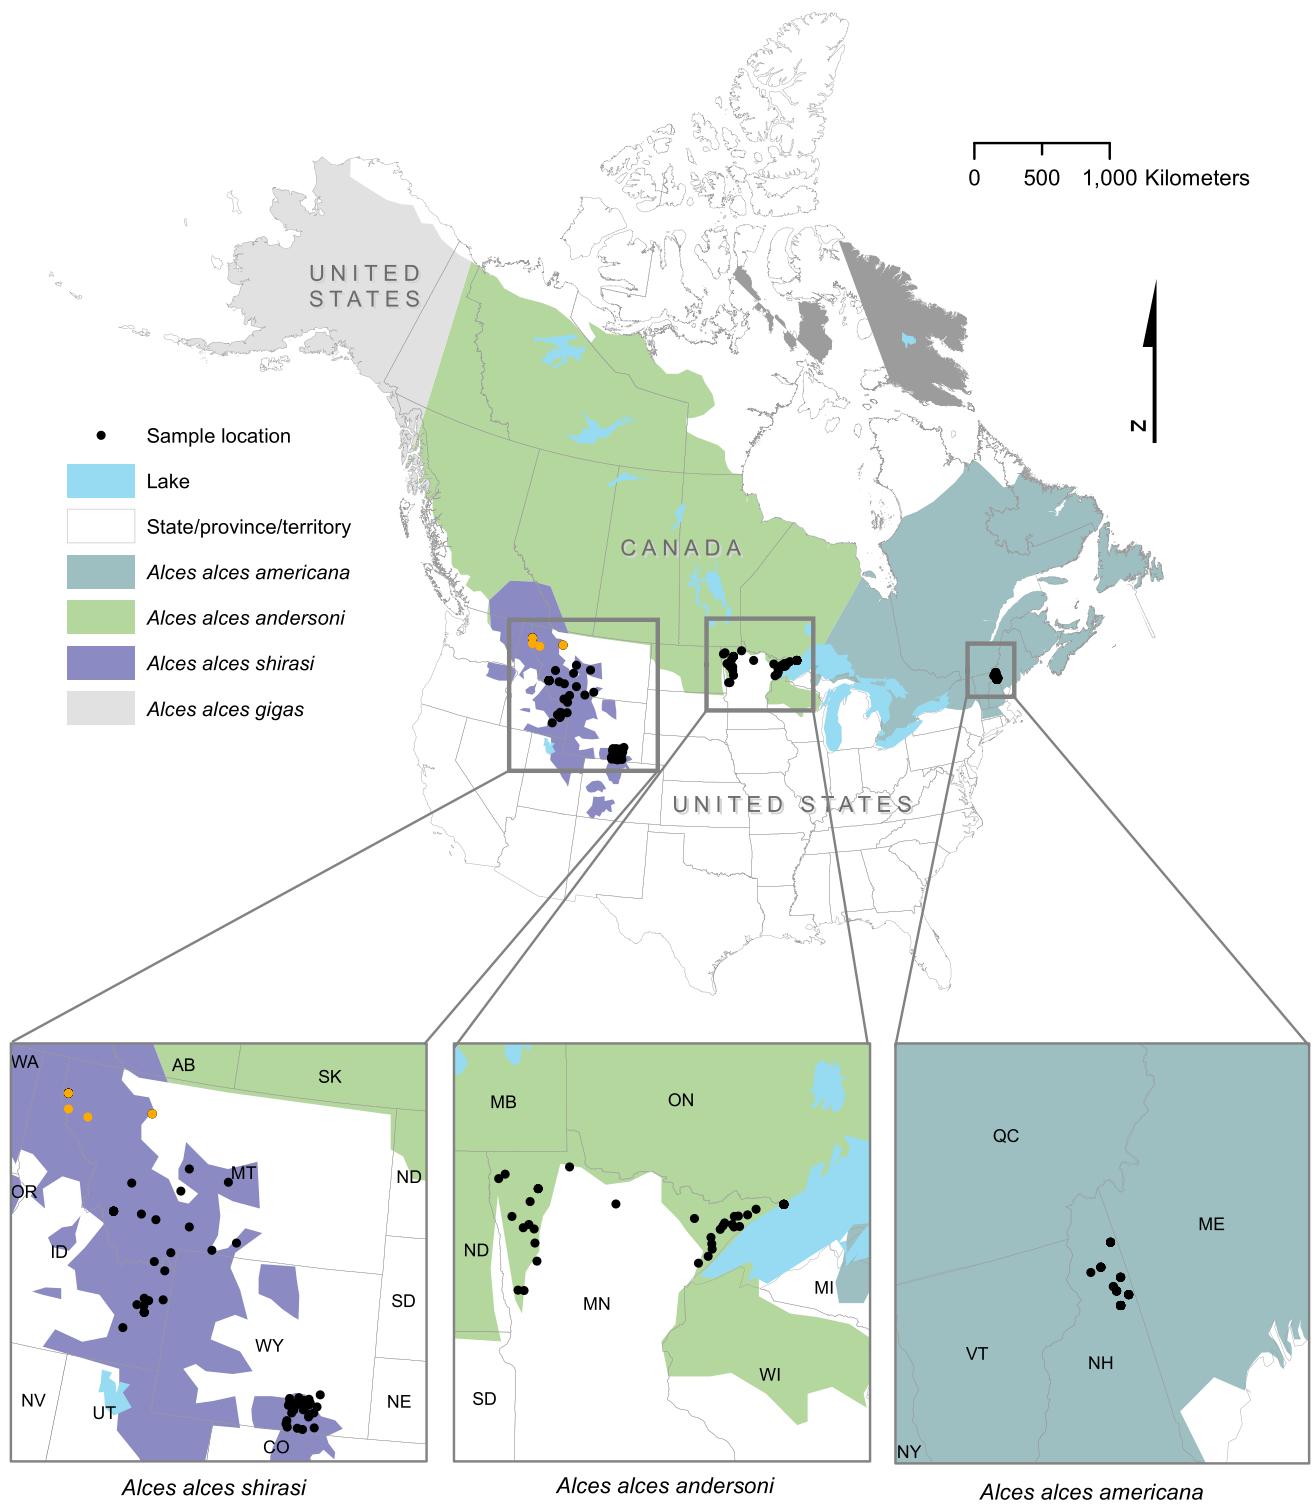 0 500 1,000 Kilometers
UNITED
STATES
N
Sample location
Lake
State/province/territory
Alces alces americana
Alces alces andersoni
Alces alces shirasi
Alces alces gigas
CANADA
UNITED STATES
WA
AB
SK
OR
MT
ND
ID
SD
WY
NV
UT
NE
CO
Alces alces shirasi
MB
ON
ND
MN
MI
WI
SD
Alces alces andersoni
QC
ME
VT
NH
NY
Alces alces americana